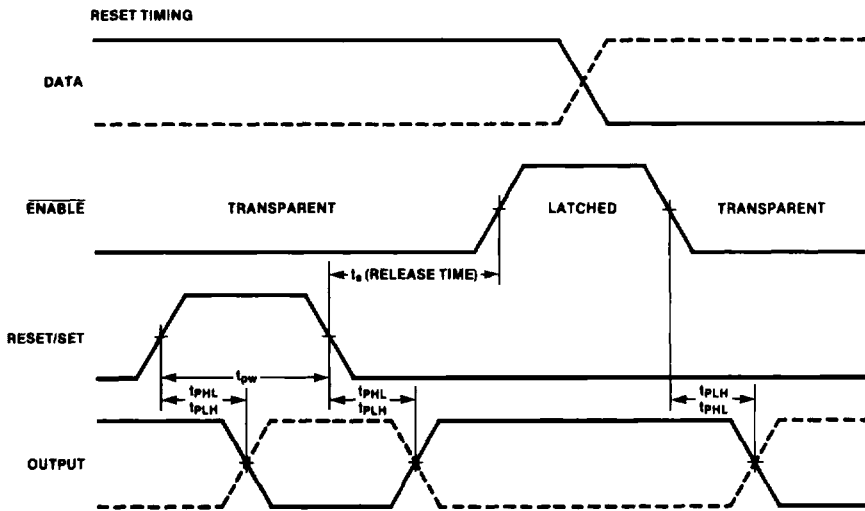 RESET TIMING
DATA
ENABLE
TRANSPARENT
LATCHED
TRANSPARENT
ts (RELEASE TIME)
RESET/SET
tpw
tPHL
tPLH
tPHL
tPLH
tPLH
tPHL
OUTPUT